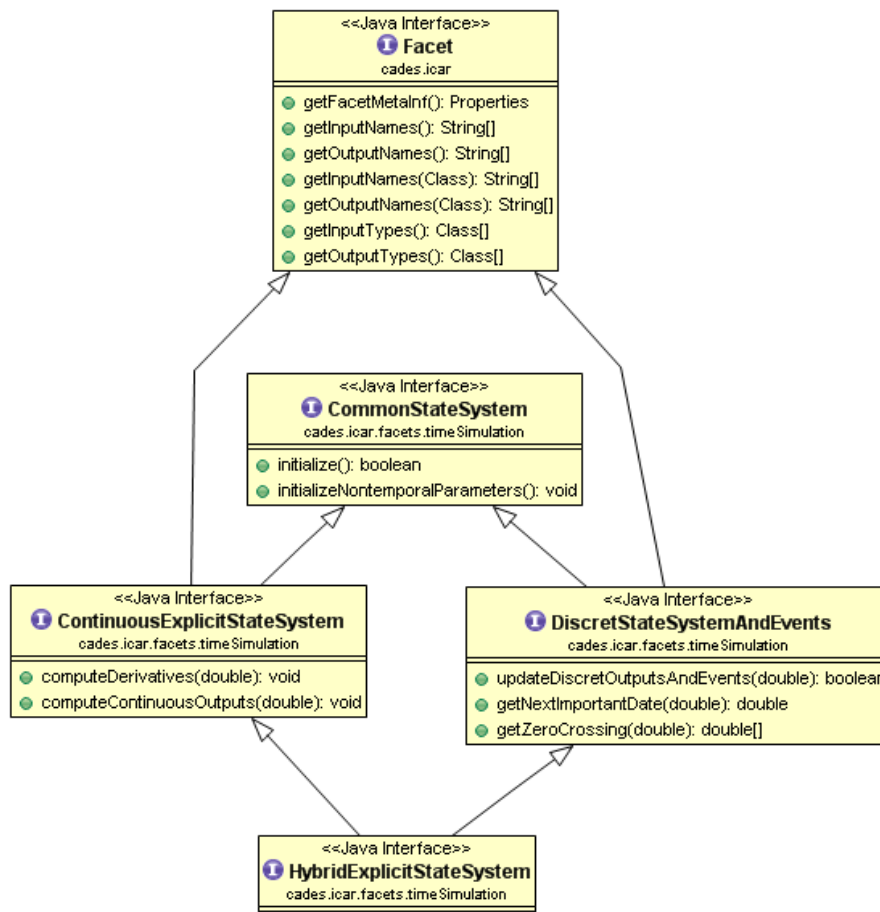 <<Java Interface>>
I Facet
cades.icar
getFacetMetaInf(): Properties
getInputNames(): String[]
getOutputNames(): String[]
getInputNames(Class): String[]
getOutputNames(Class): String[]
getInputTypes(): Class[]
getOutputTypes(): Class[]
<<Java Interface>>
I CommonStateSystem
cades.icar.facets.timeSimulation
initialize(): boolean
initializeNontemporalParameters(): void
<<Java Interface>>
I ContinuousExplicitStateSystem
cades.icar.facets.timeSimulation
computeDerivatives(double): void
computeContinuousOutputs(double): void
<<Java Interface>>
I DiscretStateSystemAndEvents
cades.icar.facets.timeSimulation
updateDiscretOutputsAndEvents(double): boolean
getNextImportantDate(double): double
getZeroCrossing(double): double[]
<<Java Interface>>
I HybridExplicitStateSystem
cades.icar.facets.timeSimulation